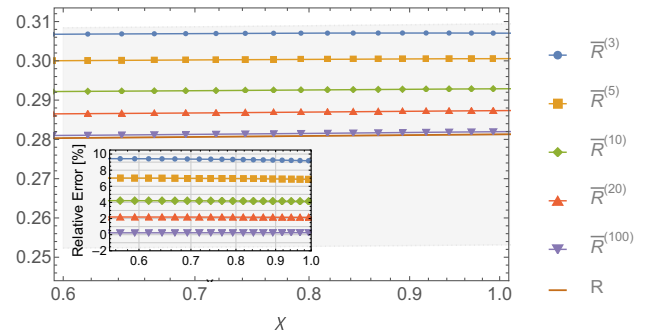 0.31
0.30
0.29
0.28
0.27
0.26
0.25
0.6 0.7 0.8 0.9 1.0
χ
Relative Error [%]
10
8
6
4
2
0
−2
0.6 0.7 0.8 0.9 1.0
R̅⁽³⁾
R̅⁽⁵⁾
R̅⁽¹⁰⁾
R̅⁽²⁰⁾
R̅⁽¹⁰⁰⁾
R